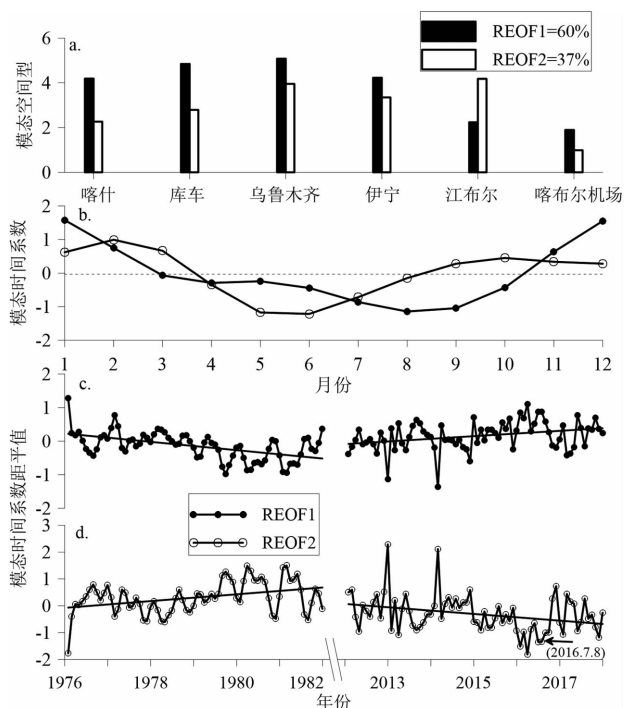 a.
REOF1=60%
REOF2=37%
模态空间型
6
4
2
0
喀什 库车 乌鲁木齐 伊宁 江布尔 喀布尔机场
b.
模态时间系数
2
1
0
-1
-2
1 2 3 4 5 6 7 8 9 10 11 12
月份
c.
模态时间系数距平值
2
1
0
-1
-2
REOF1
REOF2
d.
3
2
1
0
-1
-2
(2016.7.8)
1976 1978 1980 1982 2013 2015 2017
年份